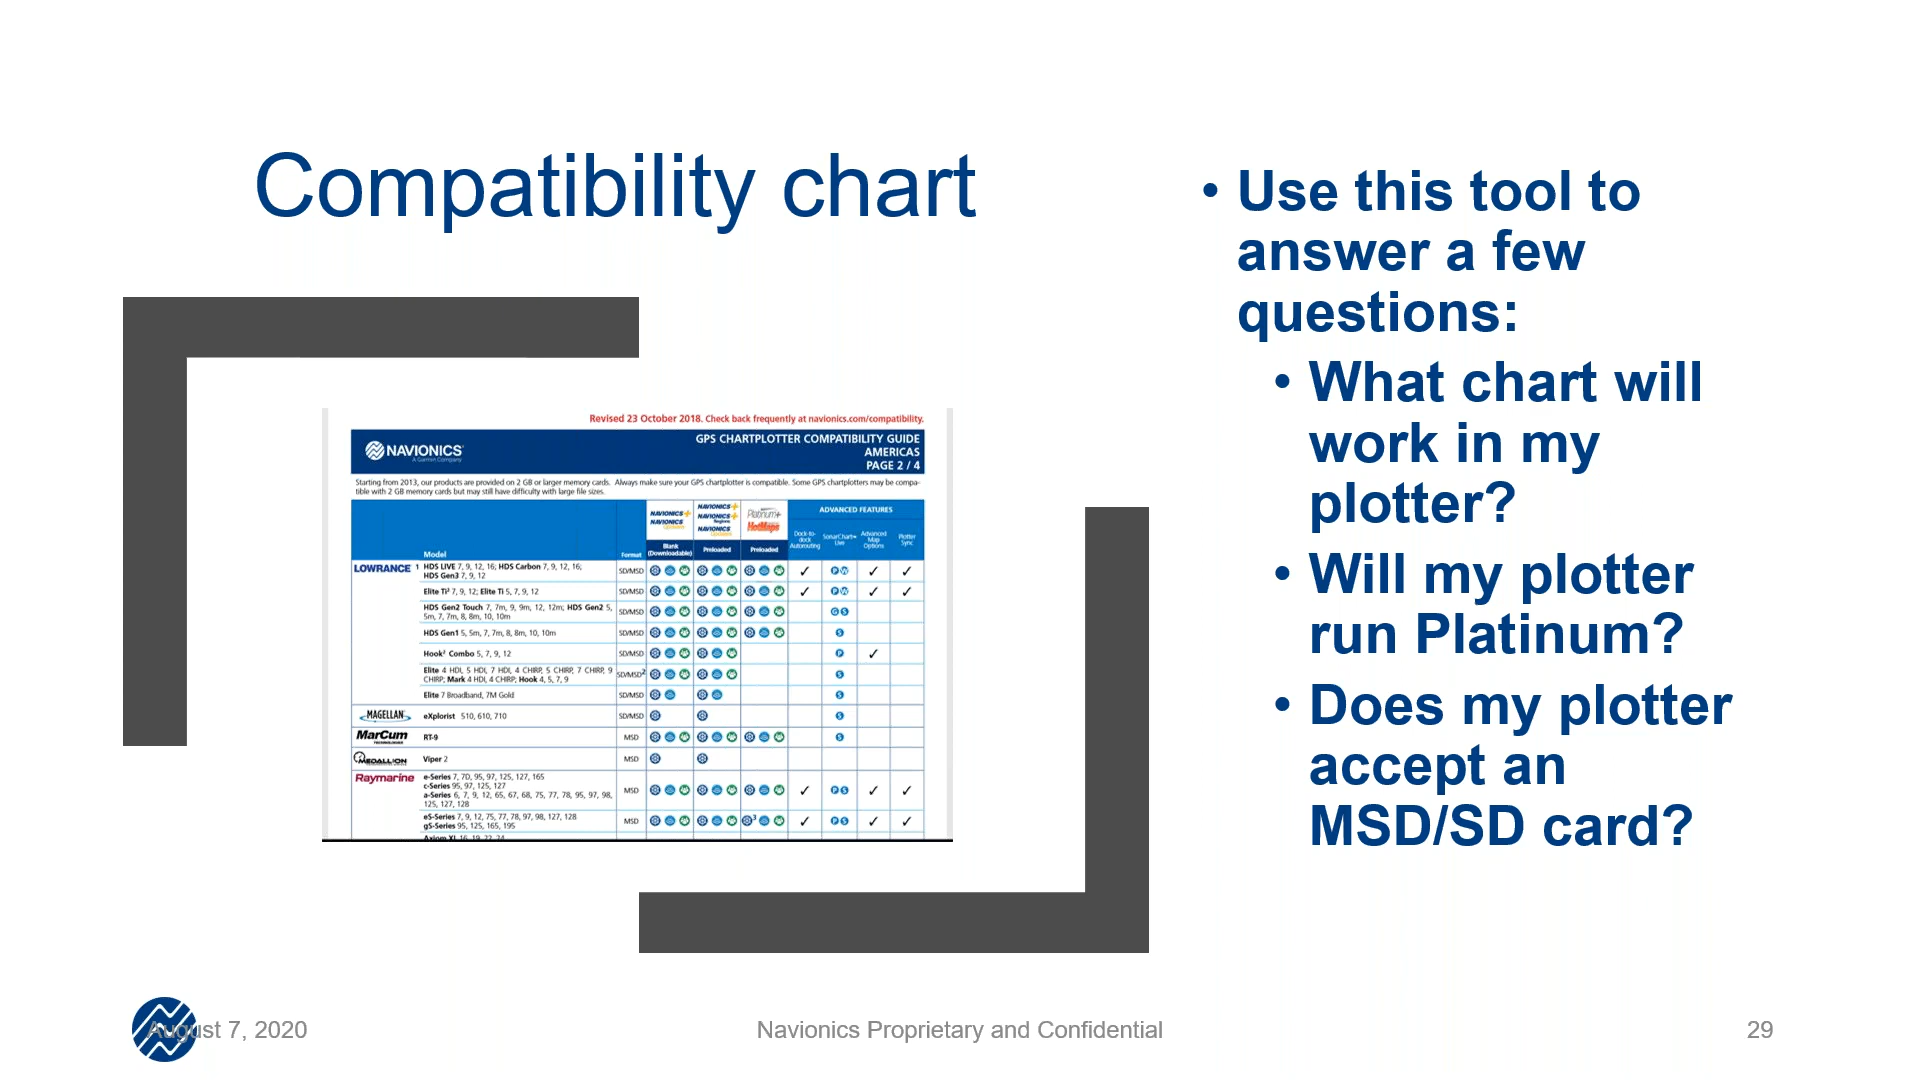 Compatibility chart
• Use this tool to
answer a few
questions:
• What chart will
work in my
plotter?
• Will my plotter
run Platinum?
• Does my plotter
accept an
MSD/SD card?
Revised 23 October 2018. Check back frequently at navionics.com/compatibility.
NAVIONICS
A Garmin Company
GPS CHARTPLOTTER COMPATIBILITY GUIDE
AMERICAS
PAGE 2 / 4
Starting from 2013, our products are provided on 2 GB or larger memory cards. Always make sure your GPS chartplotter is compatible. Some GPS chartplotters may be compa-
tible with 2 GB memory cards but may still have difficulty with large file sizes.
NAVIONICS+ NAVIONICS+ Platinum+ ADVANCED FEATURES
NAVIONICS NAVIONICS+ HotMaps
Updates Regions
NAVIONICS
Updates
Model Format Blank (Downloadable) Preloaded Preloaded Dock-to-dock Autorouting SonarChart Live Advanced Map Options Plotter Sync
LOWRANCE 1 HDS LIVE 7, 9, 12, 16; HDS Carbon 7, 9, 12, 16; SD/MSD ✓ P W ✓ ✓
HDS Gen3 7, 9, 12
Elite Ti² 7, 9, 12; Elite Ti 5, 7, 9, 12 SD/MSD ✓ P W ✓ ✓
HDS Gen2 Touch 7, 7m, 9, 9m, 12, 12m; HDS Gen2 5, SD/MSD G S
5m, 7, 7m, 8, 8m, 10, 10m
HDS Gen1 5, 5m, 7, 7m, 8, 8m, 10, 10m SD/MSD S
Hook² Combo 5, 7, 9, 12 SD/MSD P ✓
Elite 4 HDI, 5 HDI, 7 HDI, 4 CHIRP, 5 CHIRP, 7 CHIRP, 9 SD/MSD² S
CHIRP; Mark 4 HDI, 4 CHIRP; Hook 4, 5, 7, 9
Elite 7 Broadband, 7M Gold SD/MSD S
MAGELLAN eXplorist 510, 610, 710 SD/MSD S
MarCum RT-9 MSD S
TECHNOLOGIES
MEDALLION Viper 2 MSD
Raymarine e-Series 7, 7D, 95, 97, 125, 127, 165
c-Series 95, 97, 125, 127
a-Series 6, 7, 9, 12, 65, 67, 68, 75, 77, 78, 95, 97, 98, MSD ✓ P S ✓ ✓
125, 127, 128
eS-Series 7, 9, 12, 75, 77, 78, 97, 98, 127, 128 MSD 3 ✓ P S ✓ ✓
gS-Series 95, 125, 165, 195
Axiom XL 16, 19, 22, 24
August 7, 2020
Navionics Proprietary and Confidential
29